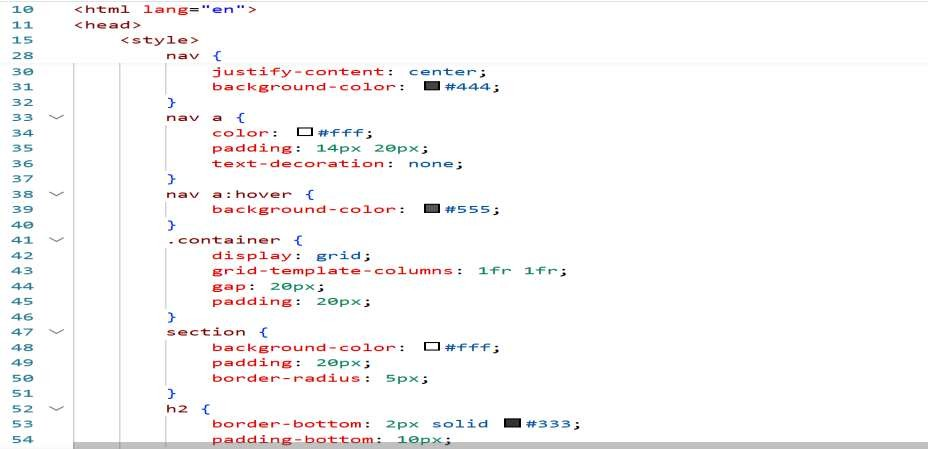 10 <html lang="en">
11 <head>
15 <style>
28 nav {
30 justify-content: center;
31 background-color: #444;
32 }
33 nav a {
34 color: #fff;
35 padding: 14px 20px;
36 text-decoration: none;
37 }
38 nav a:hover {
39 background-color: #555;
40 }
41 .container {
42 display: grid;
43 grid-template-columns: 1fr 1fr;
44 gap: 20px;
45 padding: 20px;
46 }
47 section {
48 background-color: #fff;
49 padding: 20px;
50 border-radius: 5px;
51 }
52 h2 {
53 border-bottom: 2px solid #333;
54 padding-bottom: 10px;